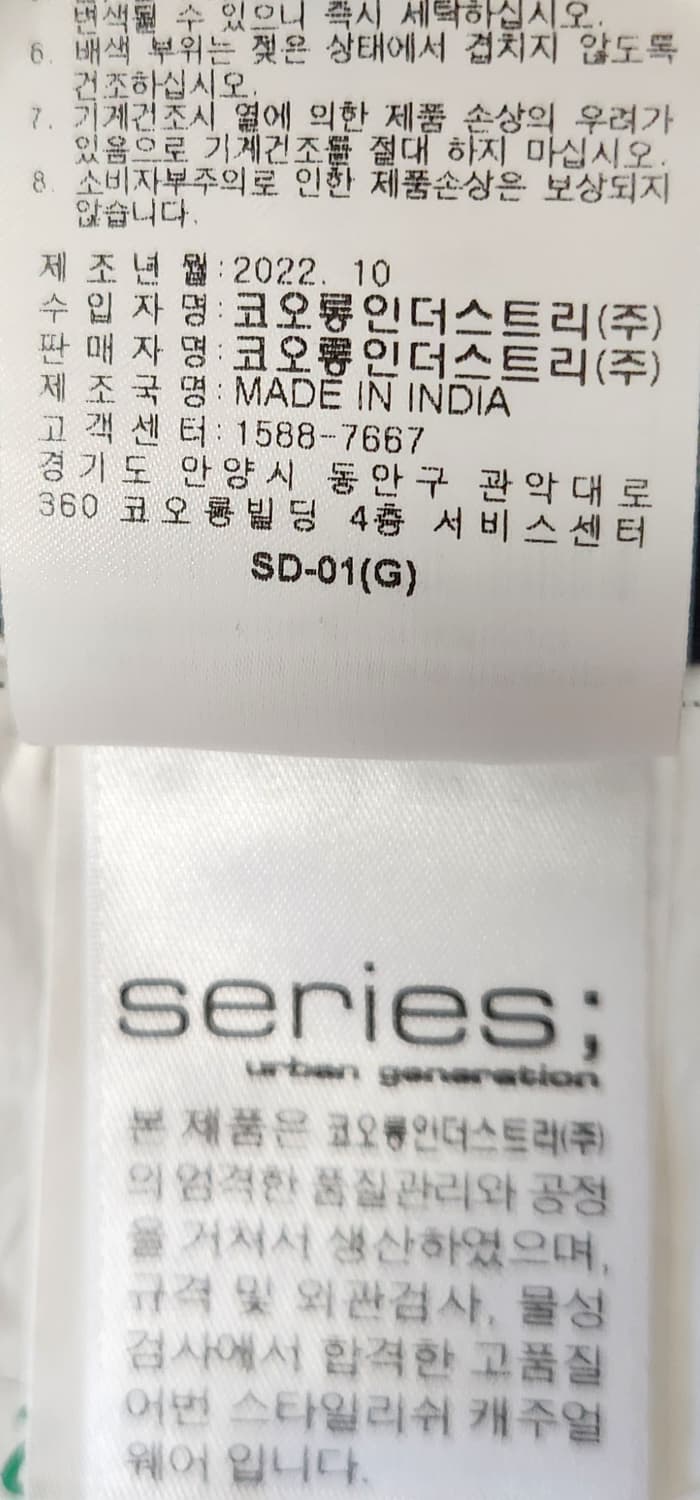 변색될 수 있으니 즉시 세탁하십시오.
6. 배색 부위는 젖은 상태에서 겹치지 않도록
건조하십시오.
7. 기계건조시 열에 의한 제품 손상의 우려가
있음으로 기계건조를 절대 하지 마십시오.
8. 소비자부주의로 인한 제품손상은 보상되지
않습니다.
제 조 년 월:2022. 10
수 입 자 명:코오롱인더스트리(주)
판 매 자 명:코오롱인더스트리(주)
제 조 국 명:MADE IN INDIA
고 객 센 터:1588-7667
경기도 안양시 동안구 관악대로
360 코오롱빌딩 4층 서비스센터
SD-01(G)
series;
urban generation
본 제품은 코오롱인더스트리(주)
의 엄격한 품질관리와 공정
을 거쳐서 생산하였으며,
규격 및 외관검사, 물성
검사에서 합격한 고품질
어번 스타일리쉬 캐주얼
웨어 입니다.